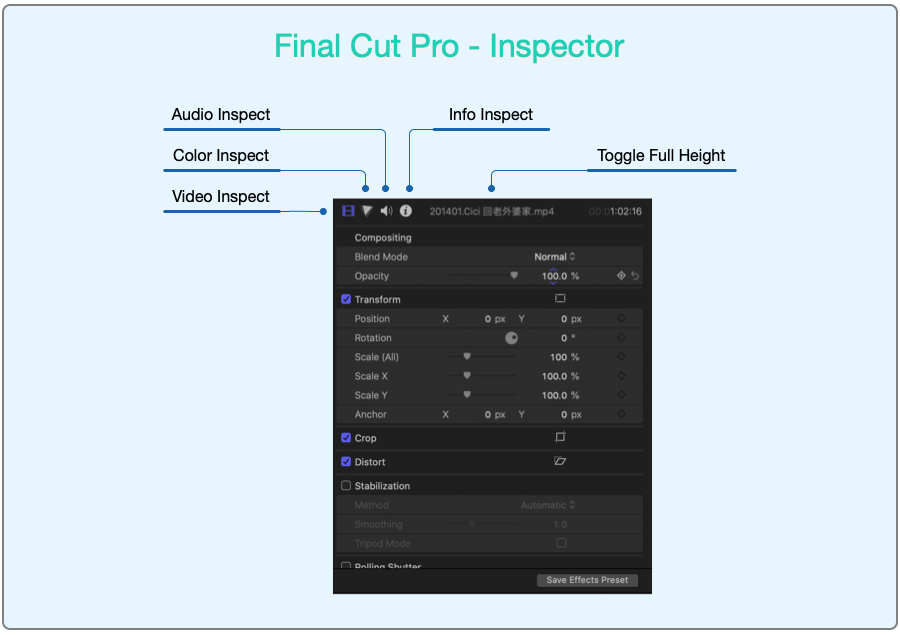 Final Cut Pro - Inspector
Audio Inspect
Info Inspect
Color Inspect
Toggle Full Height
Video Inspect
201401.Cici 回老外婆家.mp4 00:01:02:16
Compositing
Blend Mode Normal
Opacity 100.0 %
Transform
Position X 0 px Y 0 px
Rotation 0 °
Scale (All) 100 %
Scale X 100.0 %
Scale Y 100.0 %
Anchor X 0 px Y 0 px
Crop
Distort
Stabilization
Method Automatic
Smoothing 1.0
Tripod Mode
Rolling Shutter
Save Effects Preset